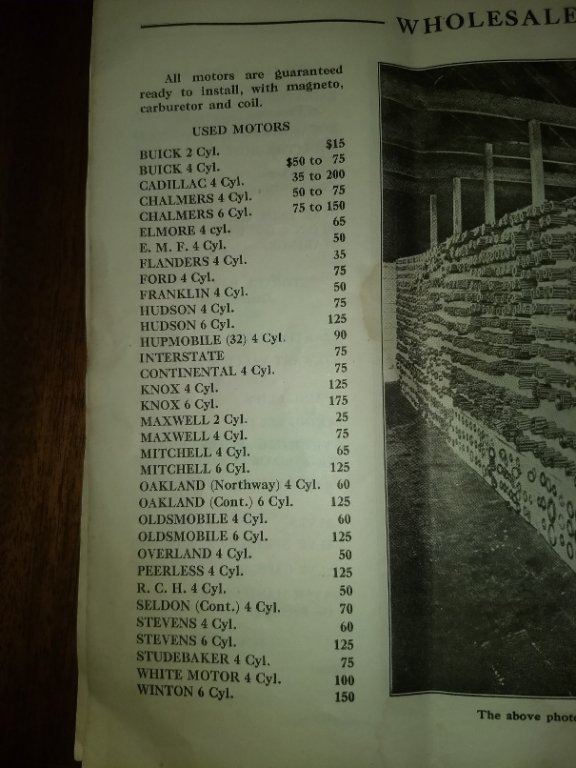 WHOLESALE
All motors are guaranteed
ready to install, with magneto,
carburetor and coil.
USED MOTORS
BUICK 2 Cyl. $15
BUICK 4 Cyl. $50 to 75
CADILLAC 4 Cyl. 35 to 200
CHALMERS 4 Cyl. 50 to 75
CHALMERS 6 Cyl. 75 to 150
ELMORE 4 cyl. 65
E. M. F. 4 Cyl. 50
FLANDERS 4 Cyl. 35
FORD 4 Cyl. 75
FRANKLIN 4 Cyl. 50
HUDSON 4 Cyl. 75
HUDSON 6 Cyl. 125
HUPMOBILE (32) 4 Cyl. 90
INTERSTATE 75
CONTINENTAL 4 Cyl. 75
KNOX 4 Cyl. 125
KNOX 6 Cyl. 175
MAXWELL 2 Cyl. 25
MAXWELL 4 Cyl. 75
MITCHELL 4 Cyl. 65
MITCHELL 6 Cyl. 125
OAKLAND (Northway) 4 Cyl. 60
OAKLAND (Cont.) 6 Cyl. 125
OLDSMOBILE 4 Cyl. 60
OLDSMOBILE 6 Cyl. 125
OVERLAND 4 Cyl. 50
PEERLESS 4 Cyl. 125
R. C. H. 4 Cyl. 50
SELDON (Cont.) 4 Cyl. 70
STEVENS 4 Cyl. 60
STEVENS 6 Cyl. 125
STUDEBAKER 4 Cyl. 75
WHITE MOTOR 4 Cyl. 100
WINTON 6 Cyl. 150
The above phot